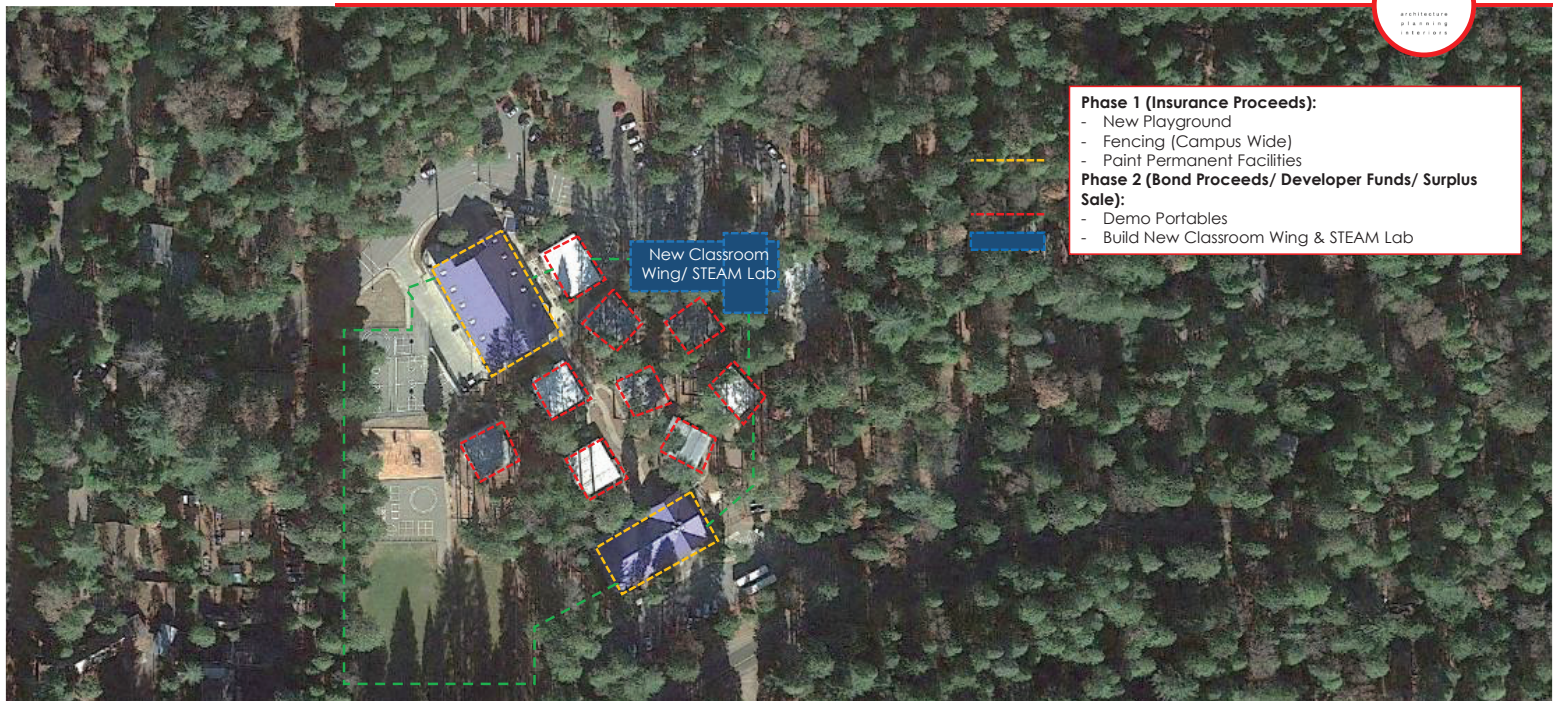 architecture
planning
interiors
Phase 1 (Insurance Proceeds):
- New Playground
- Fencing (Campus Wide)
- Paint Permanent Facilities
Phase 2 (Bond Proceeds/ Developer Funds/ Surplus
Sale):
- Demo Portables
- Build New Classroom Wing & STEAM Lab
New Classroom
Wing/ STEAM Lab